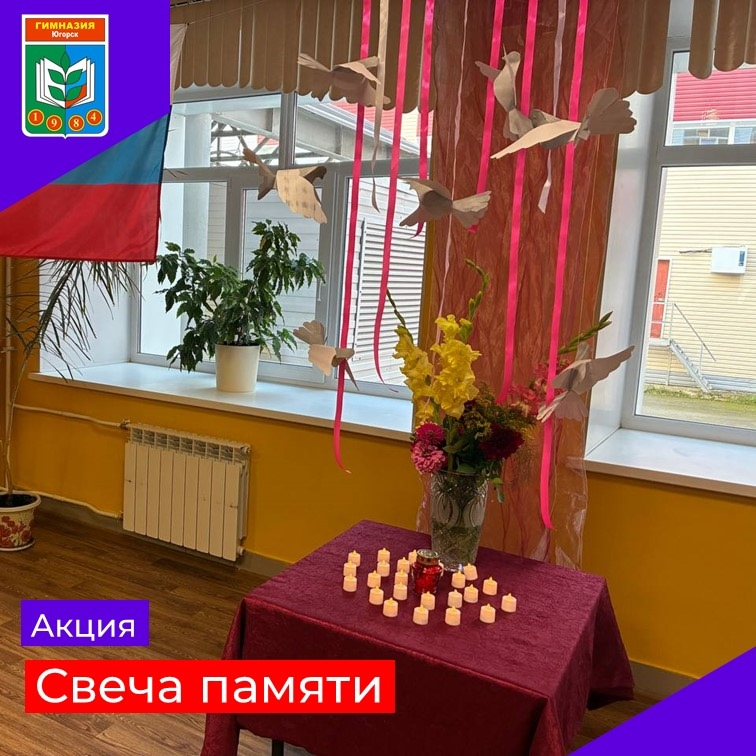 ГИМНАЗИЯ
Югорск
1984
Акция
Свеча памяти